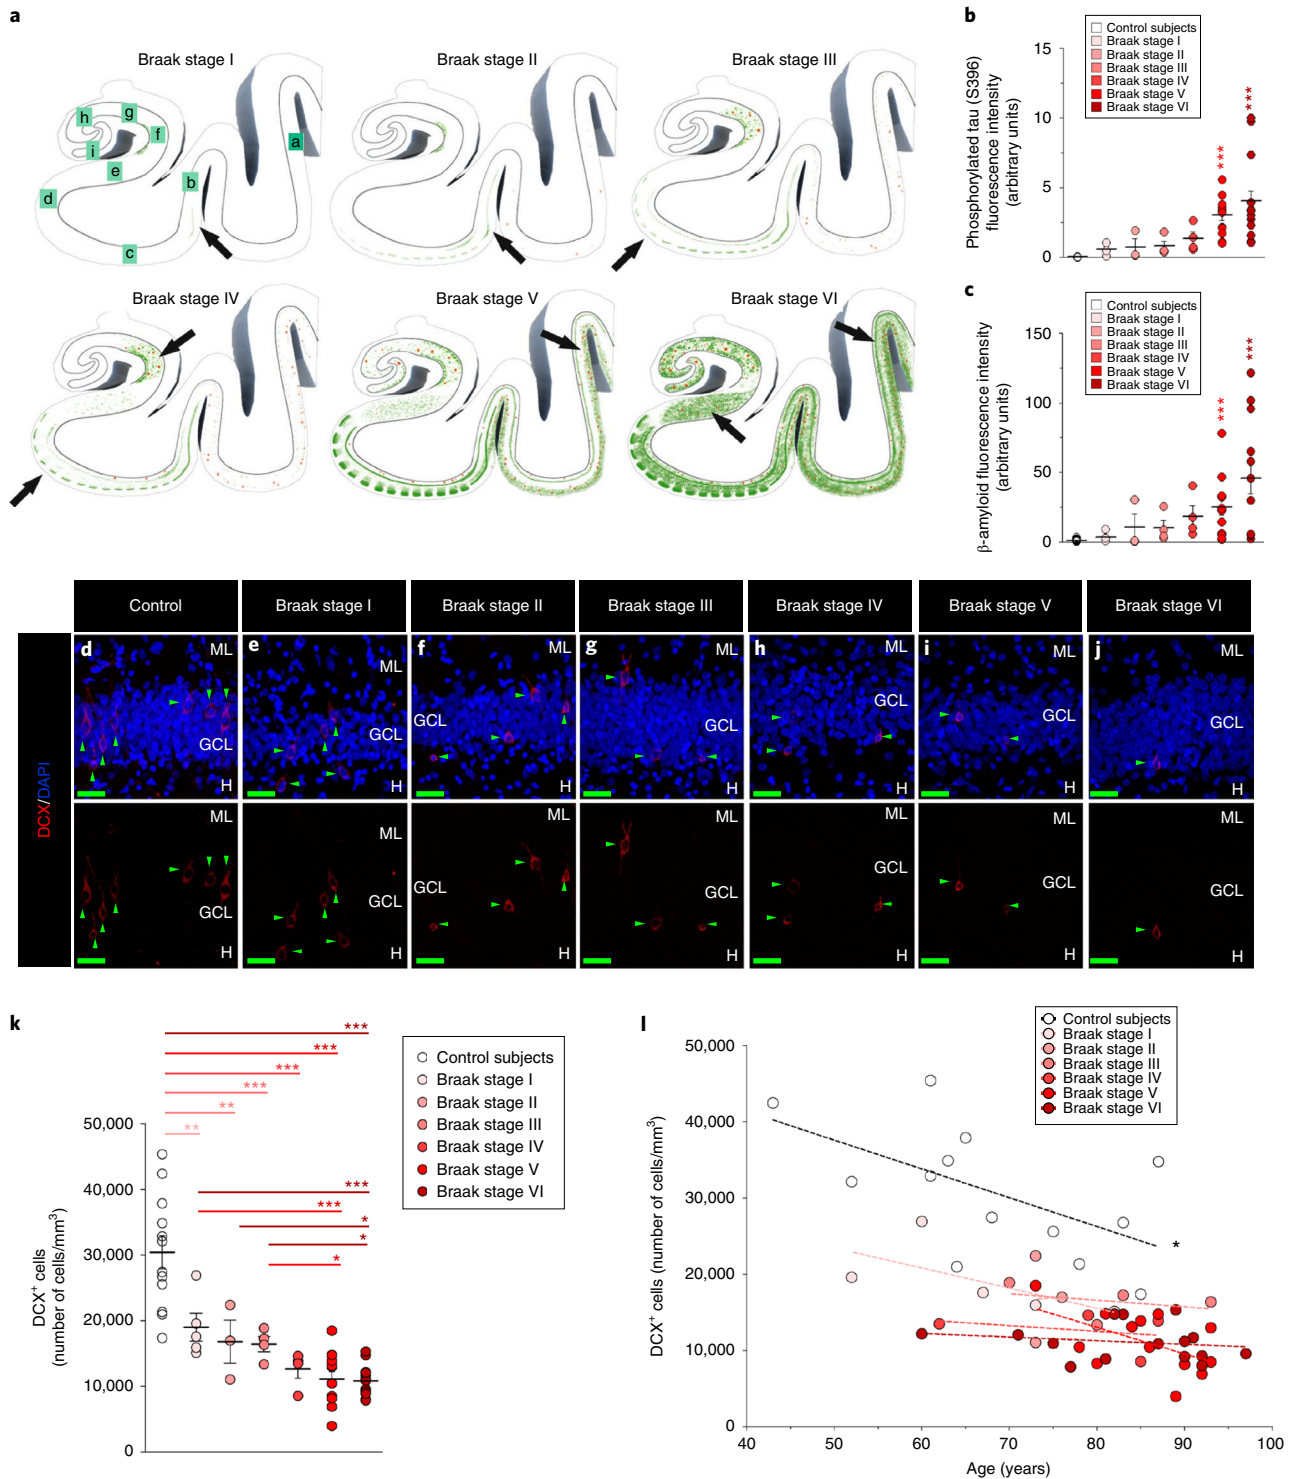 a
Braak stage I
Braak stage II
Braak stage III
h
g
f
i
e
d
b
a
c
Braak stage IV
Braak stage V
Braak stage VI
b
Control subjects
Braak stage I
Braak stage II
Braak stage III
Braak stage IV
Braak stage V
Braak stage VI
Phosphorylated tau (S396)
fluorescence intensity
(arbitrary units)
15
10
5
0
***
***
c
Control subjects
Braak stage I
Braak stage II
Braak stage III
Braak stage IV
Braak stage V
Braak stage VI
β-amyloid fluorescence intensity
(arbitrary units)
150
100
50
0
***
***
Control
Braak stage I
Braak stage II
Braak stage III
Braak stage IV
Braak stage V
Braak stage VI
DCX/DAPI
d
ML
GCL
H
e
ML
GCL
H
f
ML
GCL
H
g
ML
GCL
H
h
ML
GCL
H
i
ML
GCL
H
j
ML
GCL
H
ML
GCL
H
ML
GCL
H
ML
GCL
H
ML
GCL
H
ML
GCL
H
ML
GCL
H
ML
GCL
H
k
***
***
***
***
**
**
***
***
*
*
*
Control subjects
Braak stage I
Braak stage II
Braak stage III
Braak stage IV
Braak stage V
Braak stage VI
DCX⁺ cells
(number of cells/mm³)
50,000
40,000
30,000
20,000
10,000
0
l
Control subjects
Braak stage I
Braak stage II
Braak stage III
Braak stage IV
Braak stage V
Braak stage VI
DCX⁺ cells (number of cells/mm³)
50,000
40,000
30,000
20,000
10,000
0
*
40
50
60
70
80
90
100
Age (years)